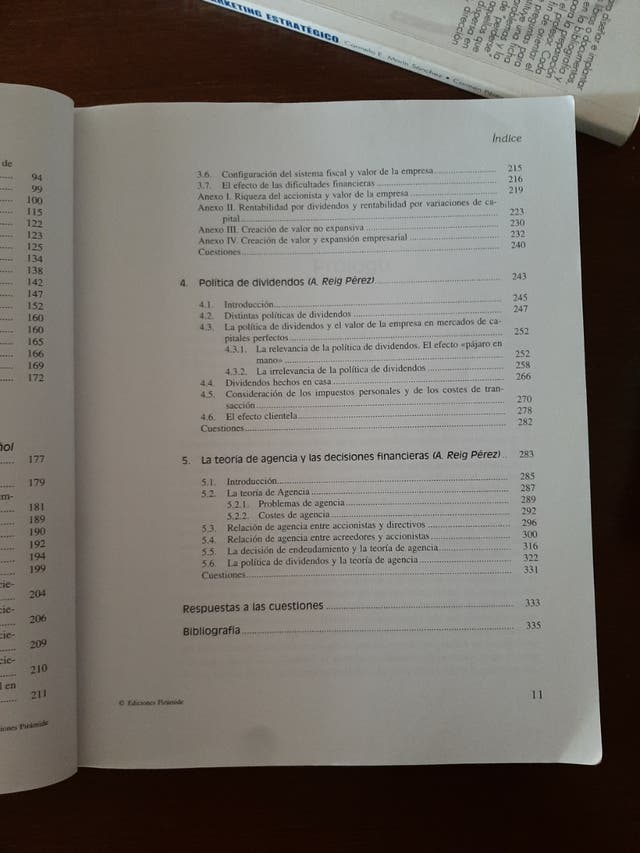 MARKETING ESTRATÉGICO
de
94
99
100
115
122
123
125
134
138
142
147
152
160
160
165
166
169
172
ñol
177
179
em-
181
189
190
192
194
199
cie-
204
cie-
206
cie-
209
cie-
210
l en
211
iones Pirámide
Índice
3.6. Configuración del sistema fiscal y valor de la empresa 215
3.7. El efecto de las dificultades financieras 216
Anexo I. Riqueza del accionista y valor de la empresa 219
Anexo II. Rentabilidad por dividendos y rentabilidad por variaciones de ca-
pital 223
Anexo III. Creación de valor no expansiva 230
Anexo IV. Creación de valor y expansión empresarial 232
Cuestiones 240
4. Política de dividendos (A. Reig Pérez) 243
4.1. Introducción 245
4.2. Distintas políticas de dividendos 247
4.3. La política de dividendos y el valor de la empresa en mercados de ca-
pitales perfectos 252
4.3.1. La relevancia de la política de dividendos. El efecto «pájaro en
mano» 252
4.3.2. La irrelevancia de la política de dividendos 258
4.4. Dividendos hechos en casa 266
4.5. Consideración de los impuestos personales y de los costes de tran-
sacción 270
4.6. El efecto clientela 278
Cuestiones 282
5. La teoría de agencia y las decisiones financieras (A. Reig Pérez) 283
5.1. Introducción 285
5.2. La teoría de Agencia 287
5.2.1. Problemas de agencia 289
5.2.2. Costes de agencia 292
5.3. Relación de agencia entre accionistas y directivos 296
5.4. Relación de agencia entre acreedores y accionistas 300
5.5. La decisión de endeudamiento y la teoría de agencia 316
5.6. La política de dividendos y la teoría de agencia 322
Cuestiones 331
Respuestas a las cuestiones 333
Bibliografía 335
© Ediciones Pirámide
11